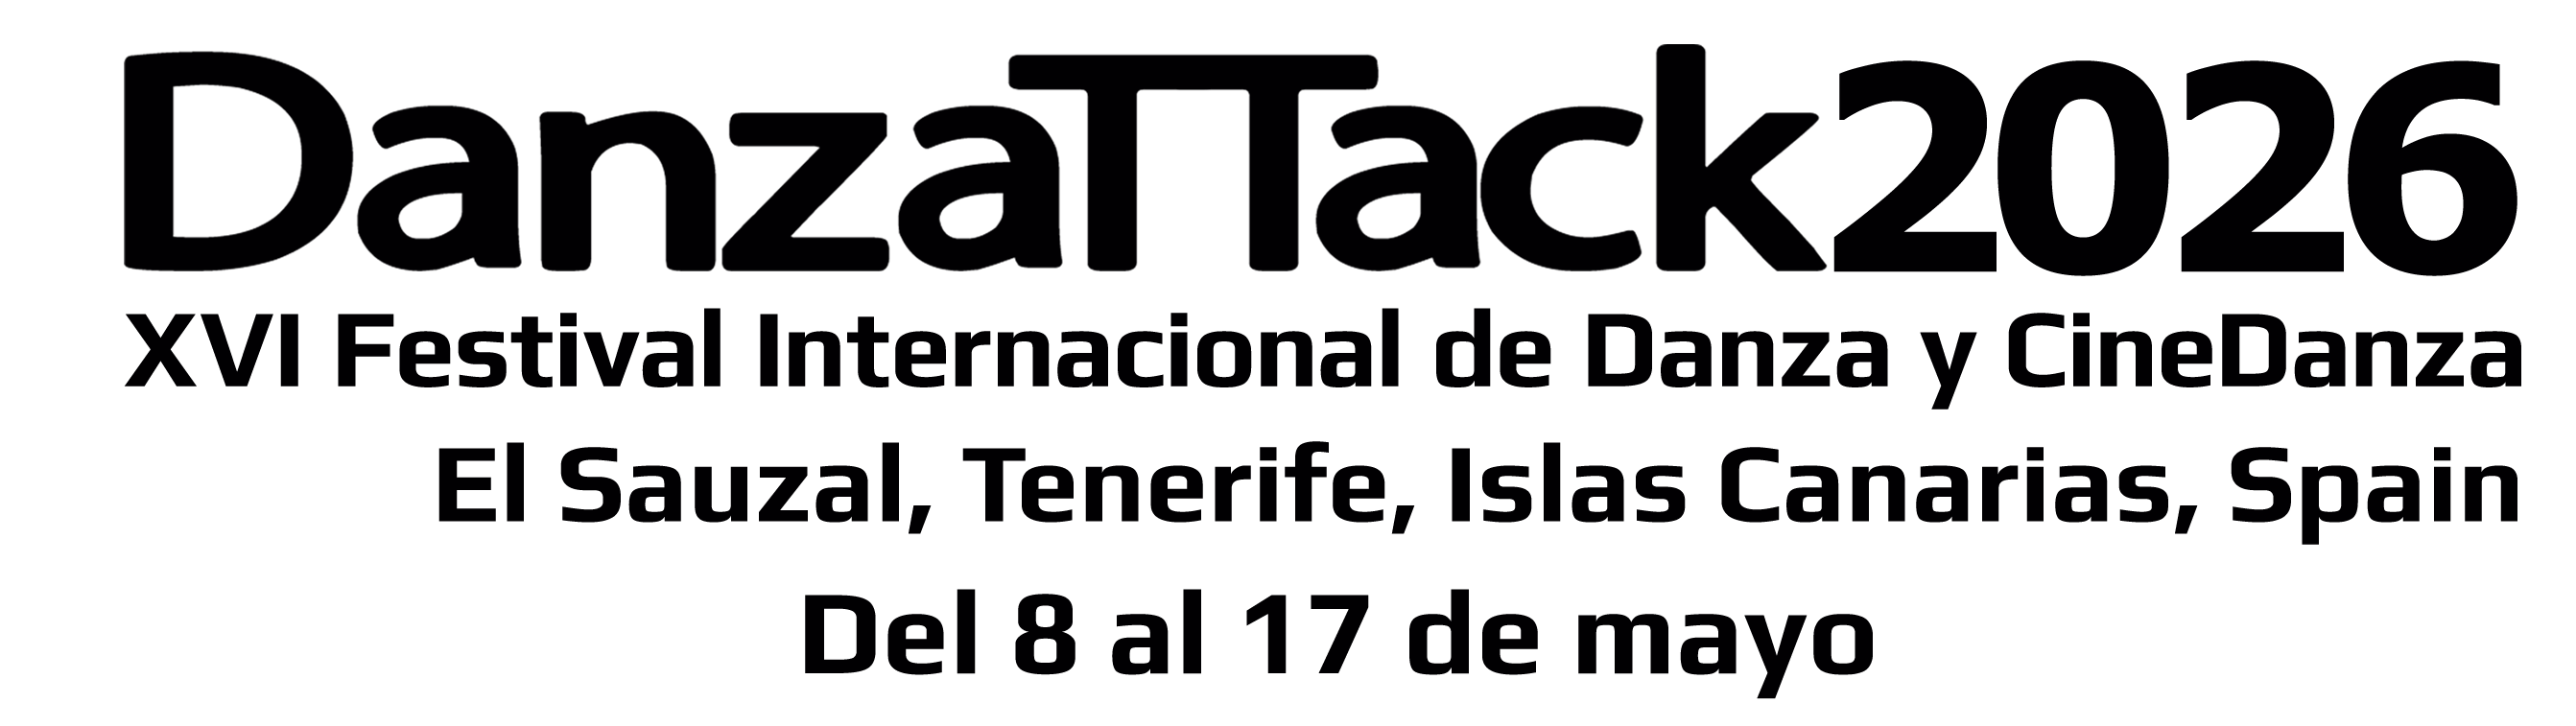 DanzaTTack2026
XVI Festival Internacional de Danza y CineDanza
El Sauzal, Tenerife, Islas Canarias, Spain
Del 8 al 17 de mayo